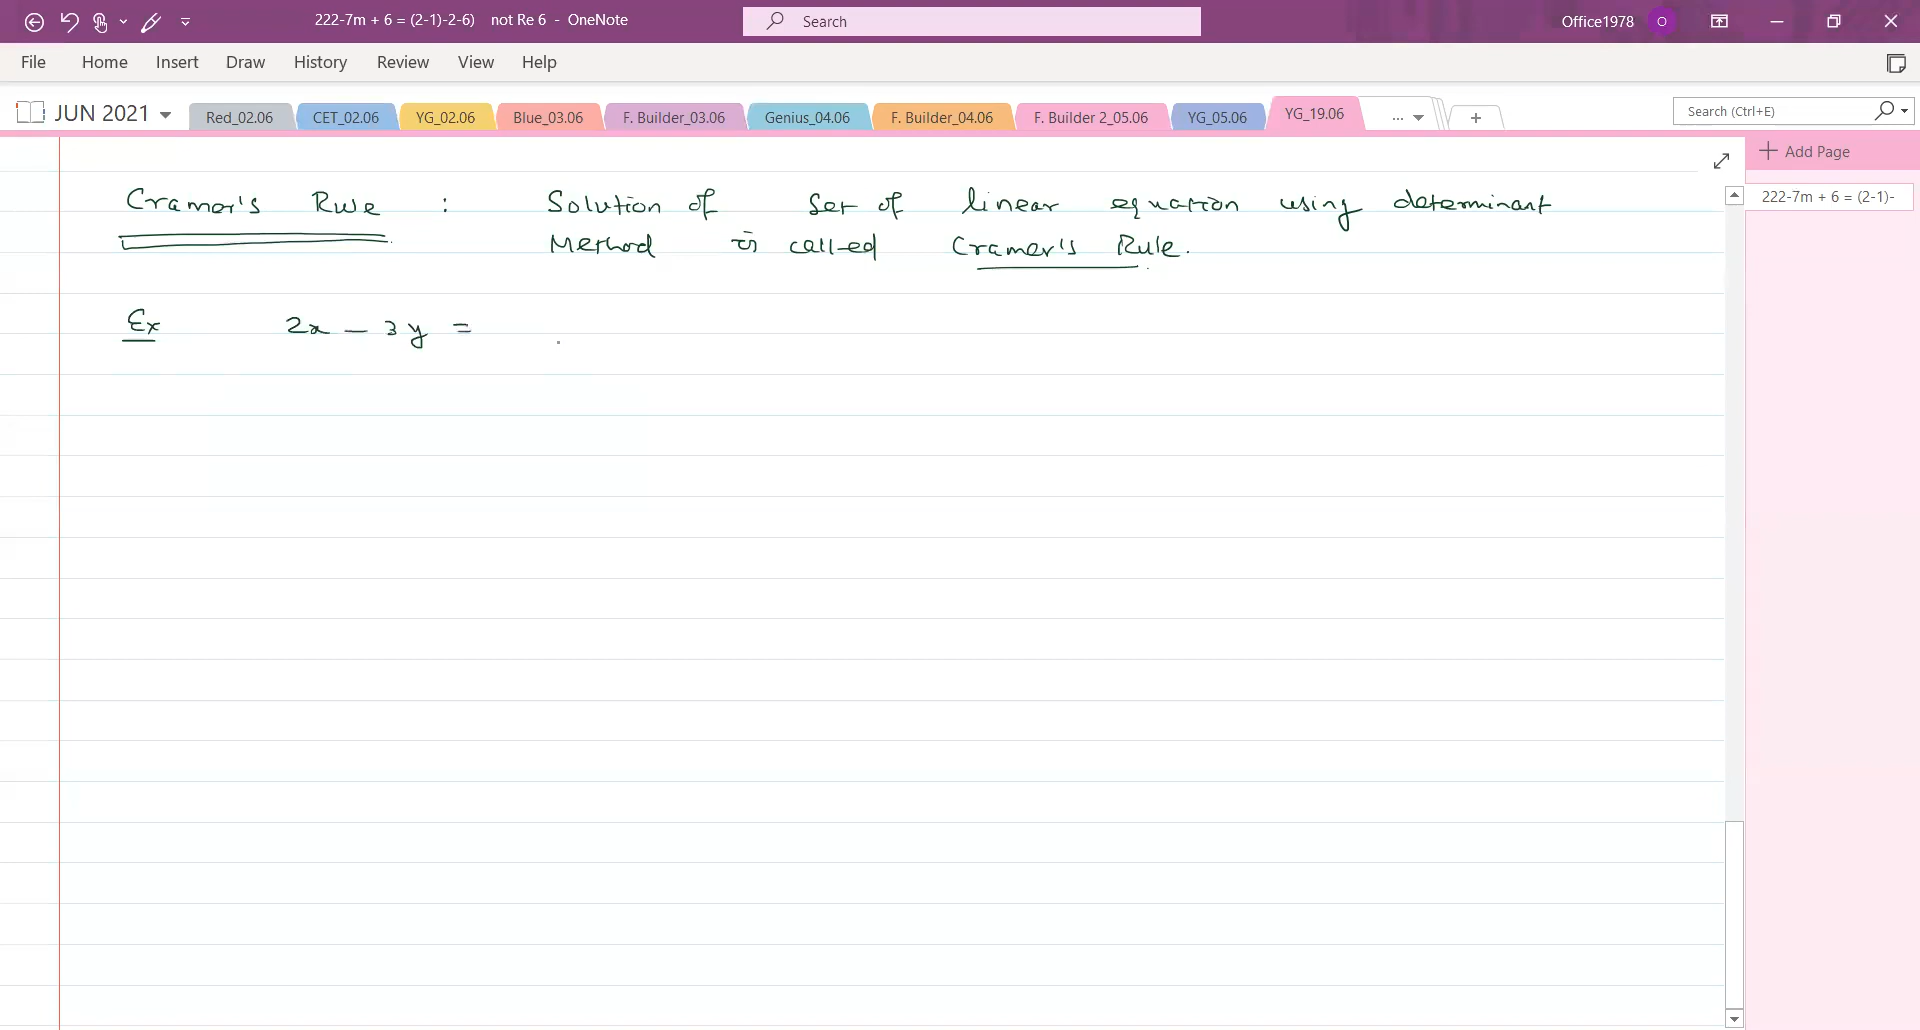 222-7m + 6 = (2-1)-2-6) not Re 6 - OneNote
Search
Office1978
O
File Home Insert Draw History Review View Help
JUN 2021
Red_02.06 CET_02.06 YG_02.06 Blue_03.06 F. Builder_03.06 Genius_04.06 F. Builder_04.06 F. Builder 2_05.06 YG_05.06 YG_19.06 ... +
Search (Ctrl+E)
Add Page
222-7m + 6 = (2-1)-
Cramer's Rule : Solution of Set of linear equation using determinant
Method is called Cramer's Rule.
Ex 2x - 3y =